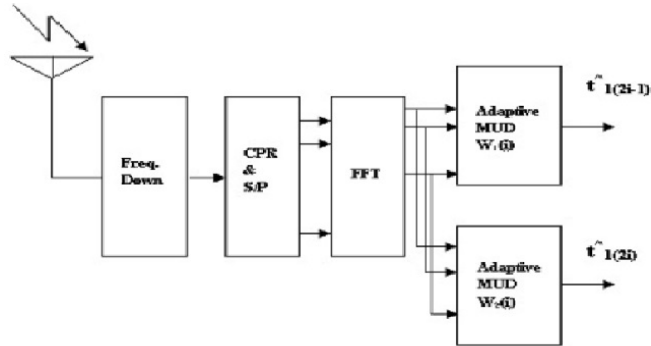 Freq-
Down
CPR
&
S/P
FFT
Adaptive
MUD
W₁(i)
t^1(2i-1)
Adaptive
MUD
W₂(i)
t^1(2i)